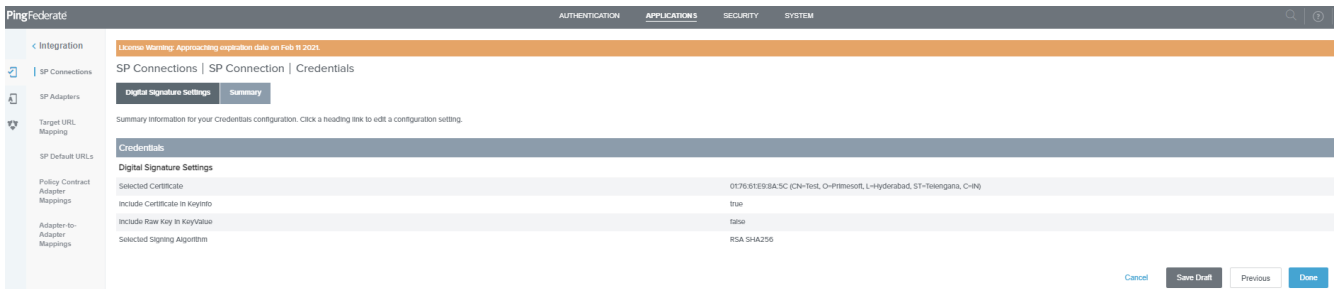 PingFederate
AUTHENTICATION APPLICATIONS SECURITY SYSTEM
< Integration
SP Connections
SP Adapters
Target URL
Mapping
SP Default URLs
Policy Contract
Adapter
Mappings
Adapter-to-
Adapter
Mappings
License Warning: Approaching expiration date on Feb 11 2021.
SP Connections | SP Connection | Credentials
Digital Signature Settings Summary
Summary information for your Credentials configuration. Click a heading link to edit a configuration setting.
Credentials
Digital Signature Settings
Selected Certificate 01:76:61:E9:8A:5C (CN=Test, O=Primesoft, L=Hyderabad, ST=Telengana, C=IN)
Include Certificate in KeyInfo true
Include Raw Key in KeyValue false
Selected Signing Algorithm RSA SHA256
Cancel Save Draft Previous Done